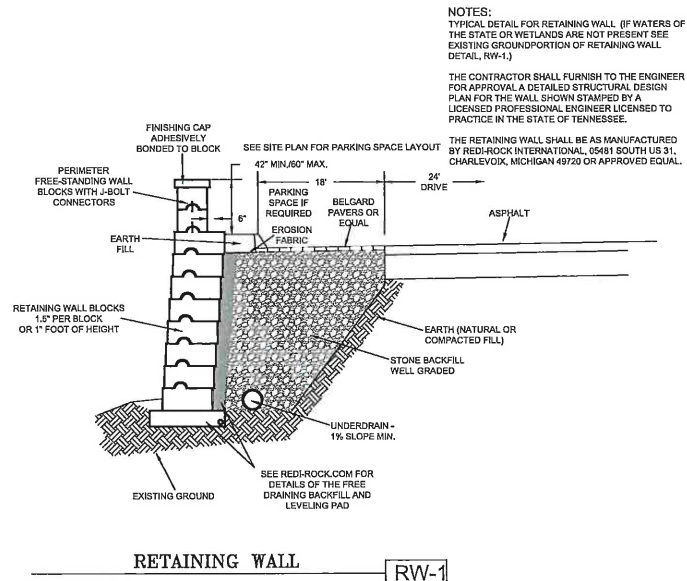 NOTES:
TYPICAL DETAIL FOR RETAINING WALL (IF WATERS OF
THE STATE OR WETLANDS ARE NOT PRESENT SEE
EXISTING GROUNDPORTION OF RETAINING WALL
DETAIL, RW-1.)
THE CONTRACTOR SHALL FURNISH TO THE ENGINEER
FOR APPROVAL A DETAILED STRUCTURAL DESIGN
PLAN FOR THE WALL SHOWN STAMPED BY A
LICENSED PROFESSIONAL ENGINEER LICENSED TO
PRACTICE IN THE STATE OF TENNESSEE.
THE RETAINING WALL SHALL BE AS MANUFACTURED
BY REDI-ROCK INTERNATIONAL, 05481 SOUTH US 31,
CHARLEVOIX, MICHIGAN 49720 OR APPROVED EQUAL.
FINISHING CAP
ADHESIVELY
BONDED TO BLOCK
SEE SITE PLAN FOR PARKING SPACE LAYOUT
42" MIN./60" MAX.
18'
24'
DRIVE
PERIMETER
FREE-STANDING WALL
BLOCKS WITH J-BOLT
CONNECTORS
6"
PARKING
SPACE IF
REQUIRED
BELGARD
PAVERS OR
EQUAL
ASPHALT
EARTH
FILL
EROSION
FABRIC
RETAINING WALL BLOCKS
1.5" PER BLOCK
OR 1" FOOT OF HEIGHT
EARTH (NATURAL OR
COMPACTED FILL)
STONE BACKFILL
WELL GRADED
UNDERDRAIN -
1% SLOPE MIN.
SEE REDI-ROCK.COM FOR
DETAILS OF THE FREE
DRAINING BACKFILL AND
LEVELING PAD
EXISTING GROUND
RETAINING WALL
RW-1